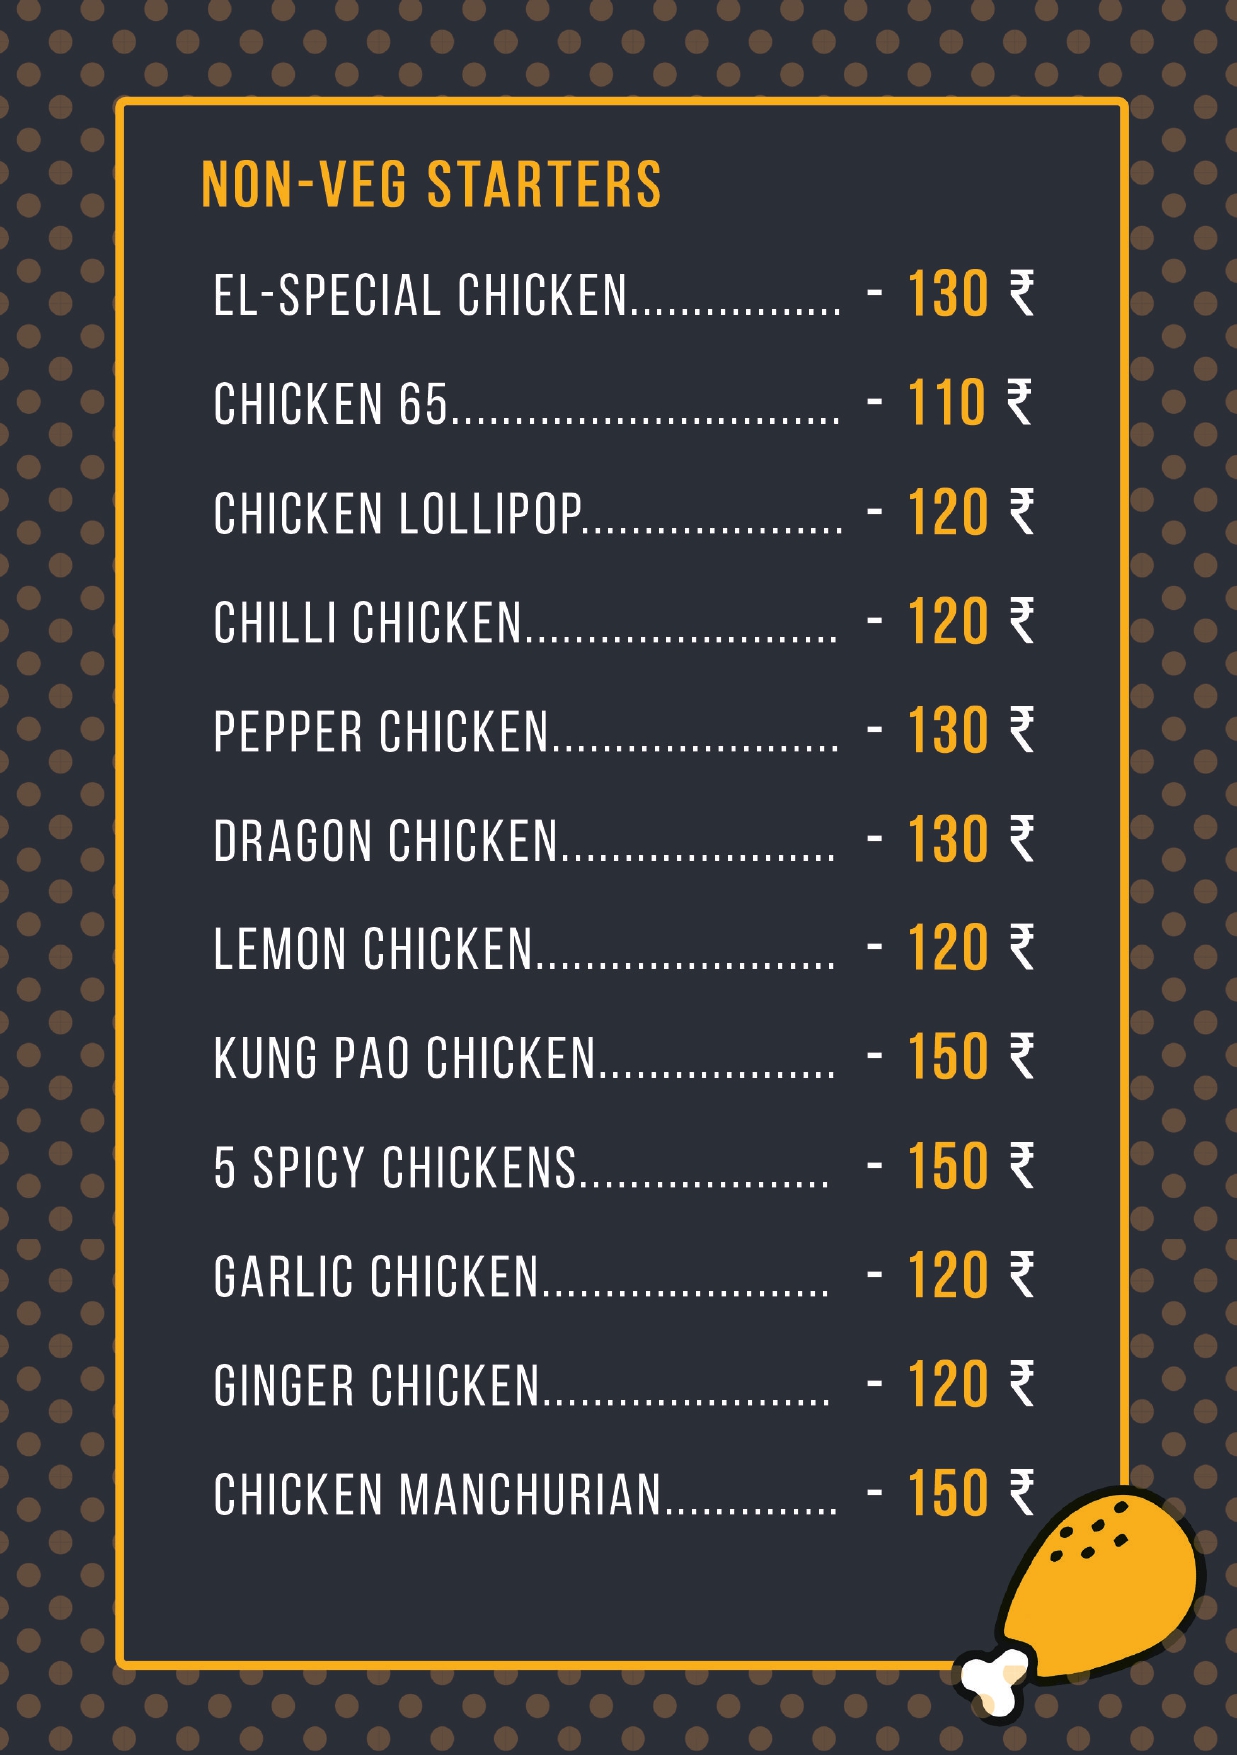 NON-VEG STARTERS
EL-SPECIAL CHICKEN................. - 130 ₹
CHICKEN 65............................... - 110 ₹
CHICKEN LOLLIPOP..................... - 120 ₹
CHILLI CHICKEN......................... - 120 ₹
PEPPER CHICKEN....................... - 130 ₹
DRAGON CHICKEN...................... - 130 ₹
LEMON CHICKEN........................ - 120 ₹
KUNG PAO CHICKEN................... - 150 ₹
5 SPICY CHICKENS.................... - 150 ₹
GARLIC CHICKEN....................... - 120 ₹
GINGER CHICKEN....................... - 120 ₹
CHICKEN MANCHURIAN.............. - 150 ₹